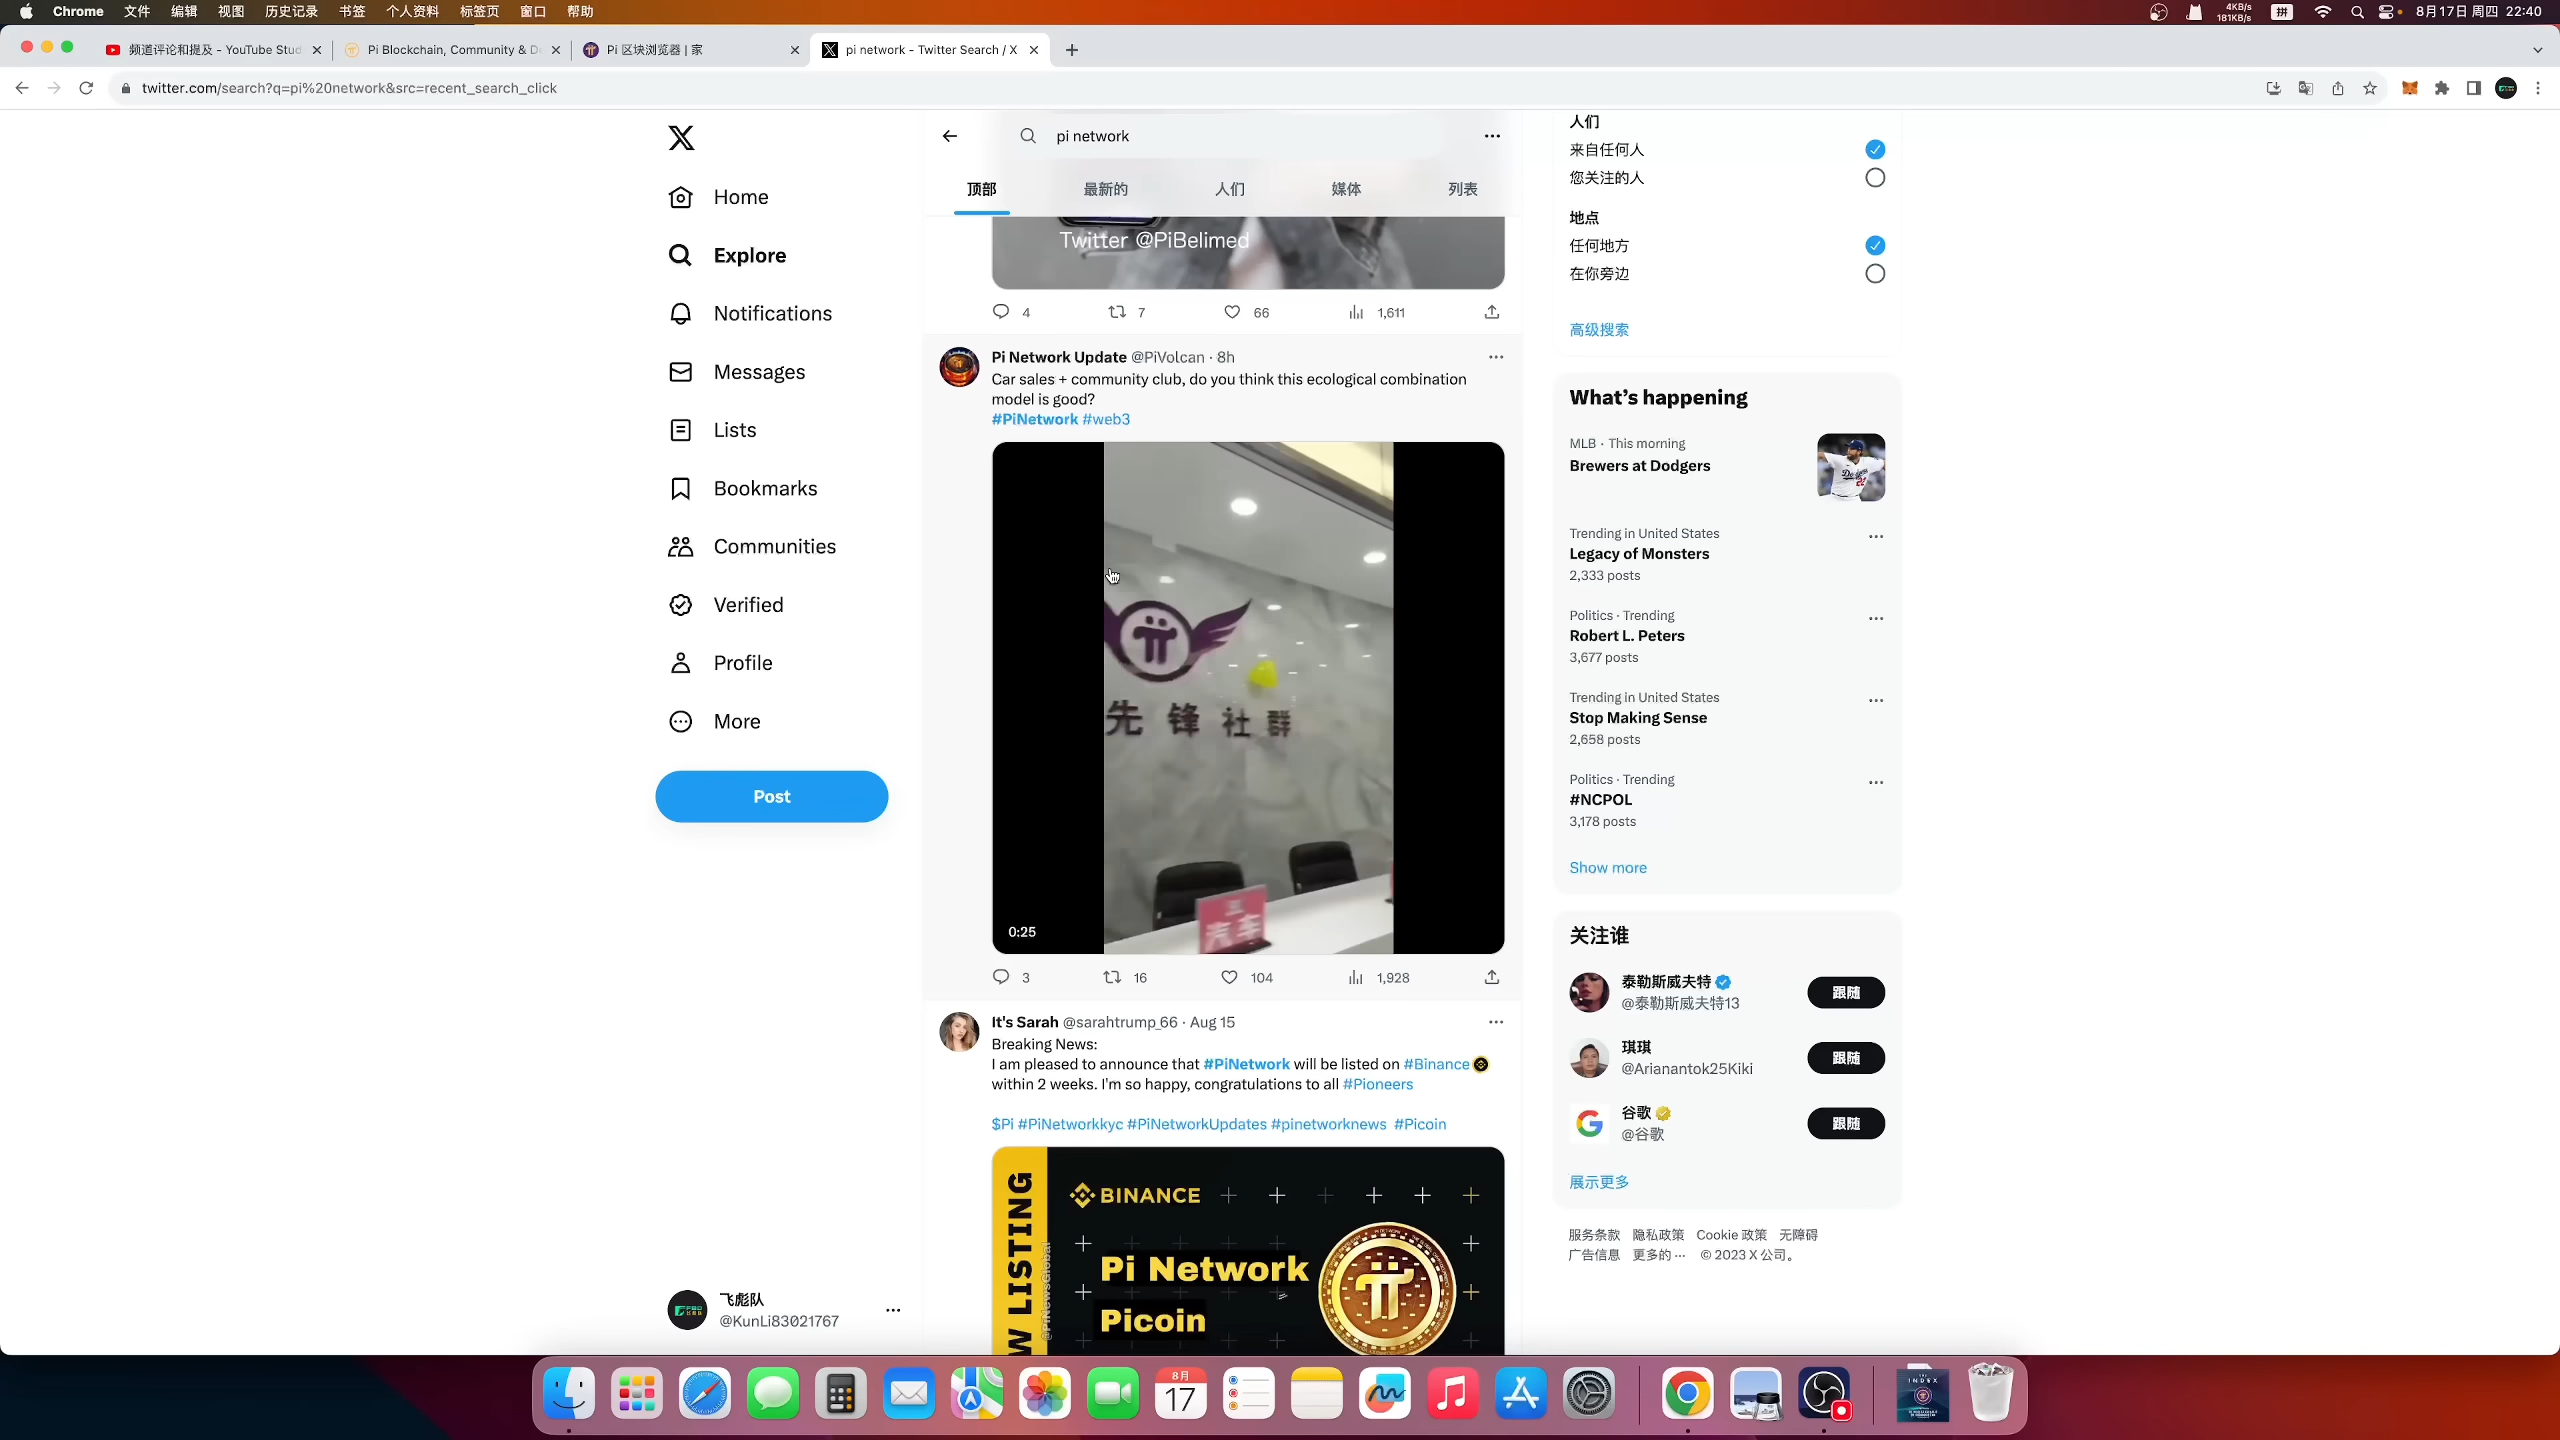 Chrome 文件 编辑 视图 历史记录 书签 个人资料 标签页 窗口 帮助
4KB/s
181KB/s
拼
8月17日 周四 22:40
频道评论和提及 - YouTube Stud
Pi Blockchain, Community & D
Pi 区块浏览器 | 家
pi network - Twitter Search / X
twitter.com/search?q=pi%20network&src=recent_search_click
Home
Explore
Notifications
Messages
Lists
Bookmarks
Communities
Verified
Profile
More
Post
飞彪队
@KunLi83021767
pi network
顶部 最新的 人们 媒体 列表
Twitter @PiBelimed
4 7 66 1,611
Pi Network Update @PiVolcan · 8h
Car sales + community club, do you think this ecological combination
model is good?
#PiNetwork #web3
先 锋 社 群
汽车
0:25
3 16 104 1,928
It's Sarah @sarahtrump_66 · Aug 15
Breaking News:
I am pleased to announce that #PiNetwork will be listed on #Binance
within 2 weeks. I'm so happy, congratulations to all #Pioneers
$Pi #PiNetworkkyc #PiNetworkUpdates #pinetworknews #Picoin
W LISTING
@PiNewsGlobal
BINANCE
Pi Network
Picoin
人们
来自任何人
您关注的人
地点
任何地方
在你旁边
高级搜索
What's happening
MLB · This morning
Brewers at Dodgers
Trending in United States
Legacy of Monsters
2,333 posts
Politics · Trending
Robert L. Peters
3,677 posts
Trending in United States
Stop Making Sense
2,658 posts
Politics · Trending
#NCPOL
3,178 posts
Show more
关注谁
泰勒斯威夫特
@泰勒斯威夫特13
跟随
琪琪
@Arianantok25Kiki
跟随
谷歌
@谷歌
跟随
展示更多
服务条款 隐私政策 Cookie 政策 无障碍
广告信息 更多的 ··· © 2023 X 公司。
8月
17